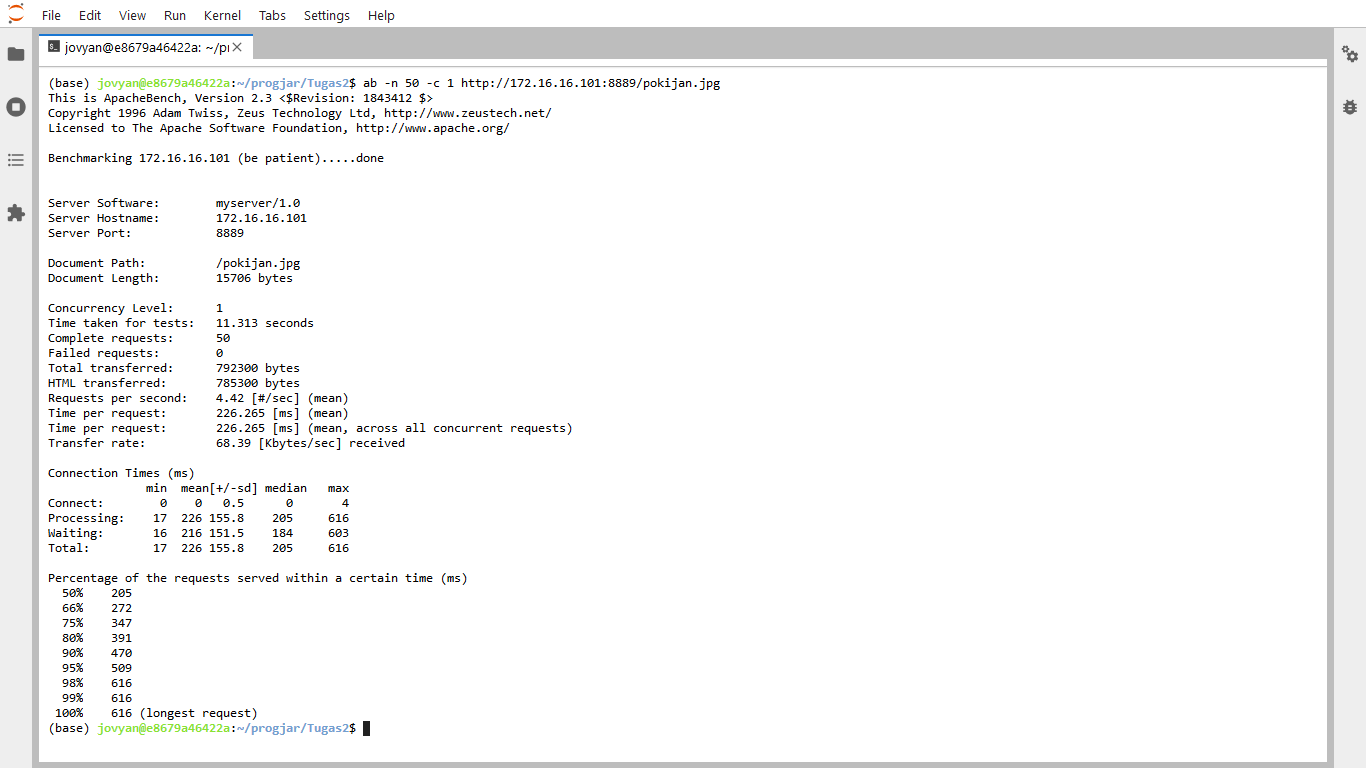 File Edit View Run Kernel Tabs Settings Help
jovyan@e8679a46422a: ~/p
(base) jovyan@e8679a46422a:~/progjar/Tugas2$ ab -n 50 -c 1 http://172.16.16.101:8889/pokijan.jpg
This is ApacheBench, Version 2.3 <$Revision: 1843412 $>
Copyright 1996 Adam Twiss, Zeus Technology Ltd, http://www.zeustech.net/
Licensed to The Apache Software Foundation, http://www.apache.org/
Benchmarking 172.16.16.101 (be patient).....done
Server Software:        myserver/1.0
Server Hostname:        172.16.16.101
Server Port:            8889
Document Path:          /pokijan.jpg
Document Length:        15706 bytes
Concurrency Level:      1
Time taken for tests:   11.313 seconds
Complete requests:      50
Failed requests:        0
Total transferred:      792300 bytes
HTML transferred:       785300 bytes
Requests per second:    4.42 [#/sec] (mean)
Time per request:       226.265 [ms] (mean)
Time per request:       226.265 [ms] (mean, across all concurrent requests)
Transfer rate:          68.39 [Kbytes/sec] received
Connection Times (ms)
              min  mean[+/-sd] median   max
Connect:        0    0   0.5      0       4
Processing:    17  226 155.8    205     616
Waiting:       16  216 151.5    184     603
Total:         17  226 155.8    205     616
Percentage of the requests served within a certain time (ms)
  50%    205
  66%    272
  75%    347
  80%    391
  90%    470
  95%    509
  98%    616
  99%    616
 100%    616 (longest request)
(base) jovyan@e8679a46422a:~/progjar/Tugas2$